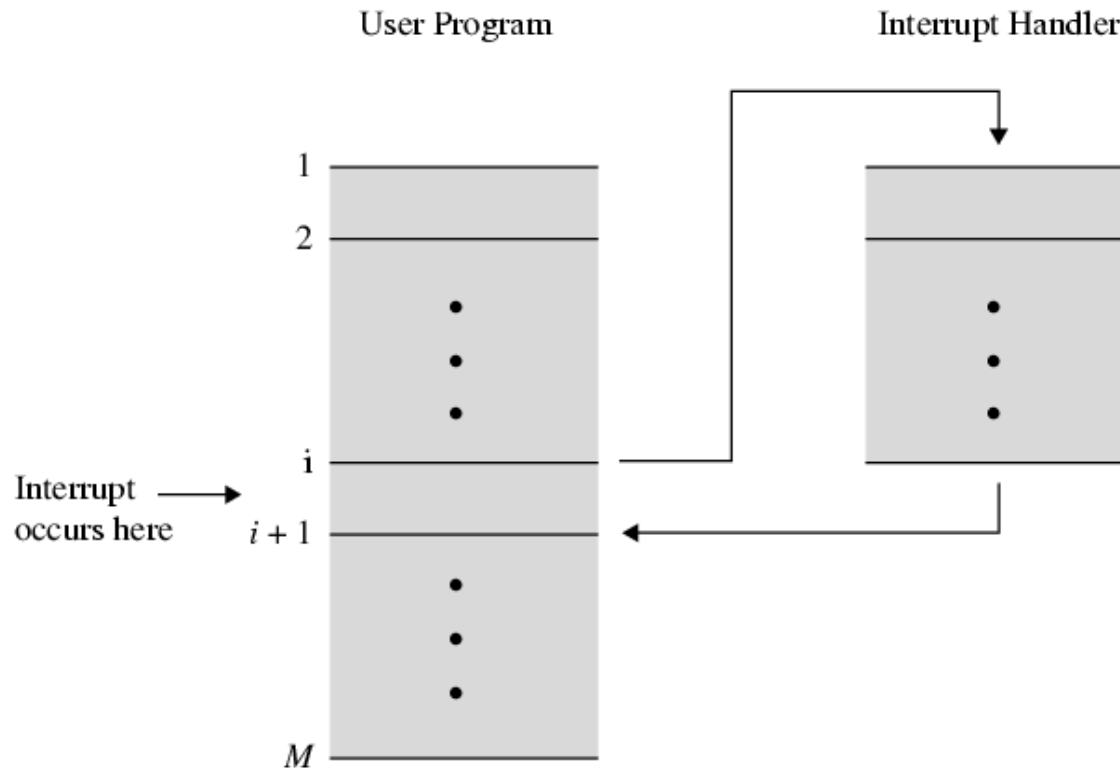 User Program
Interrupt Handler
1
2
i
Interrupt
occurs here
i + 1
M